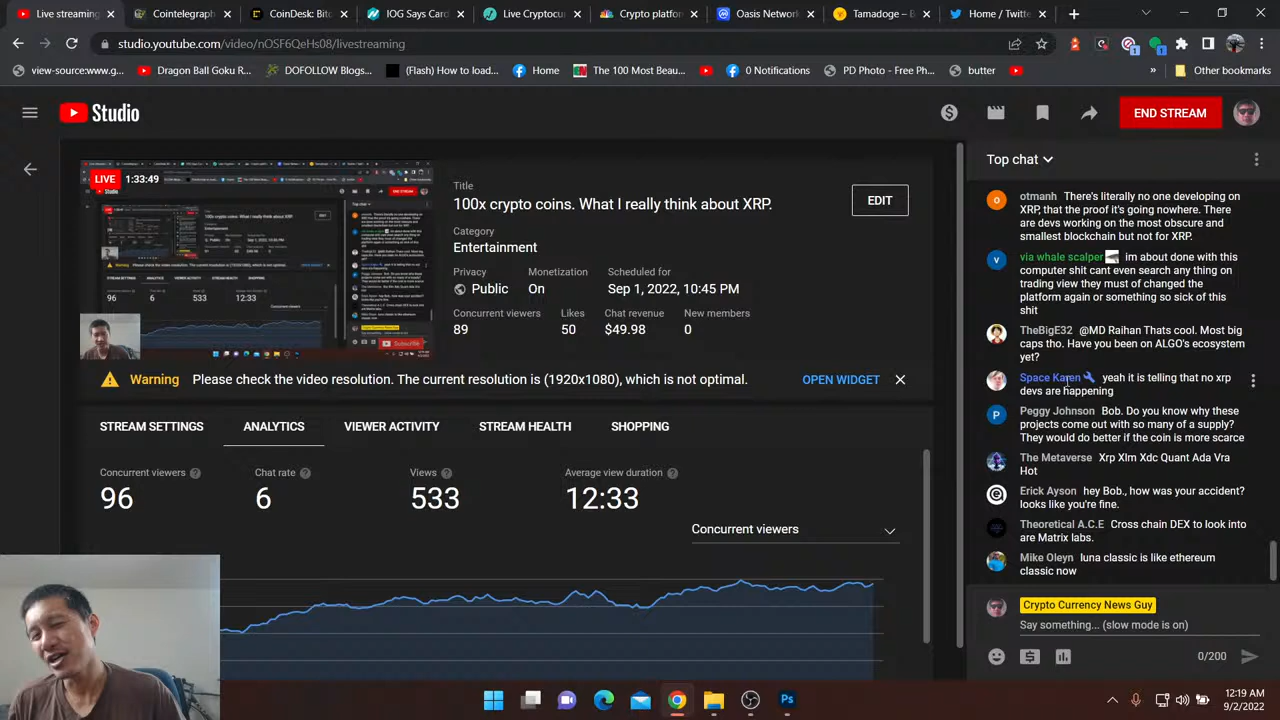 Live streaming
Cointelegraph
CoinDesk: Bitc
IOG Says Card
Live Cryptocur
Crypto platfor
Oasis Network
Tamadoge – B
Home / Twitte
studio.youtube.com/video/nOSF6QeHs08/livestreaming
view-source:www.g...
Dragon Ball Goku R...
DOFOLLOW Blogs...
(Flash) How to load...
Home
The 100 Most Beau...
0 Notifications
PD Photo - Free Ph...
butter
Other bookmarks
Studio
END STREAM
LIVE 1:33:49
Title
100x crypto coins. What I really think about XRP.
EDIT
Category
Entertainment
Privacy
Monetization
Public
On
Sep 1, 2022, 10:45 PM
Concurrent viewers
Likes
Chat revenue
New members
89
50
$49.98
0
Warning Please check the video resolution. The current resolution is (1920x1080), which is not optimal.
OPEN WIDGET
STREAM SETTINGS
ANALYTICS
VIEWER ACTIVITY
STREAM HEALTH
SHOPPING
Concurrent viewers
Chat rate
Views
Average view duration
96
6
533
12:33
Concurrent viewers
Top chat
otmand Theres literally no one developing on
XRP thats the proof it's going nowhere. There
are devs working on the most obscure and
smallest blockchain but not for XRP
via whale scalper i'm about done with this
computer shit cant even search any thing on
trading view they must of changed the
platform again or something so sick of this
shit
TheBigE32 @MD Raihan Thats cool. Most big
caps tho. Have you been on ALGO's ecosystem
yet?
Space Karen yeah it is telling that no xrp
devs are happening
Peggy Johnson Bob. Do you know why these
projects come out with so many of a supply?
They would do better if the coin is more scarce
The Metaverse Xrp Xlm Xdc Quant Ada Vra
Hot
Erick Ayson hey Bob., how was your accident?
looks like you're fine.
Theoretical A.C.E Cross chain DEX to look into
are Matrix labs.
Mike Oleyn luna classic is like ethereum
classic now
Crypto Currency News Guy
Say something... (slow mode is on)
0/200
12:19 AM
9/2/2022